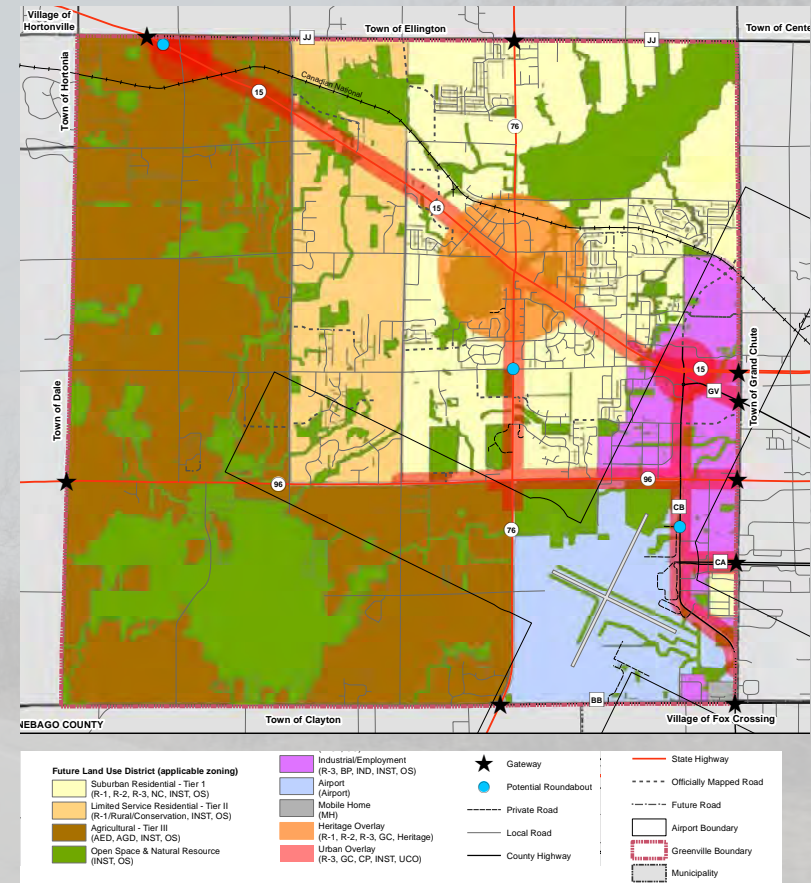 Village of
Hortonville
Town of Ellington
Town of Cente
JJ
JJ
Town of Hortonia
Canadian National
15
76
15
15
GV
Town of Grand Chute
Town of Dale
96
96
CB
76
CA
BB
NEBAGO COUNTY
Town of Clayton
Village of Fox Crossing
Future Land Use District (applicable zoning)
Suburban Residential - Tier 1
(R-1, R-2, R-3, NC, INST, OS)
Limited Service Residential - Tier II
(R-1/Rural/Conservation, INST, OS)
Agricultural - Tier III
(AED, AGD, INST, OS)
Open Space & Natural Resource
(INST, OS)
Industrial/Employment
(R-3, BP, IND, INST, OS)
Airport
(Airport)
Mobile Home
(MH)
Heritage Overlay
(R-1, R-2, R-3, GC, Heritage)
Urban Overlay
(R-3, GC, CP, INST, UCO)
Gateway
Potential Roundabout
Private Road
Local Road
County Highway
State Highway
Officially Mapped Road
Future Road
Airport Boundary
Greenville Boundary
Municipality